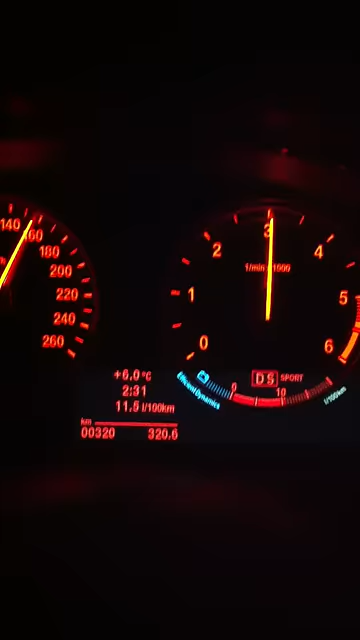 140
160
180
200
220
240
260
0
1
2
3
4
5
6
1/min x1000
+6.0 °C
2:31
11.5 l/100km
km
00320 320.6
EfficientDynamics
0 10
DS SPORT
l/100km